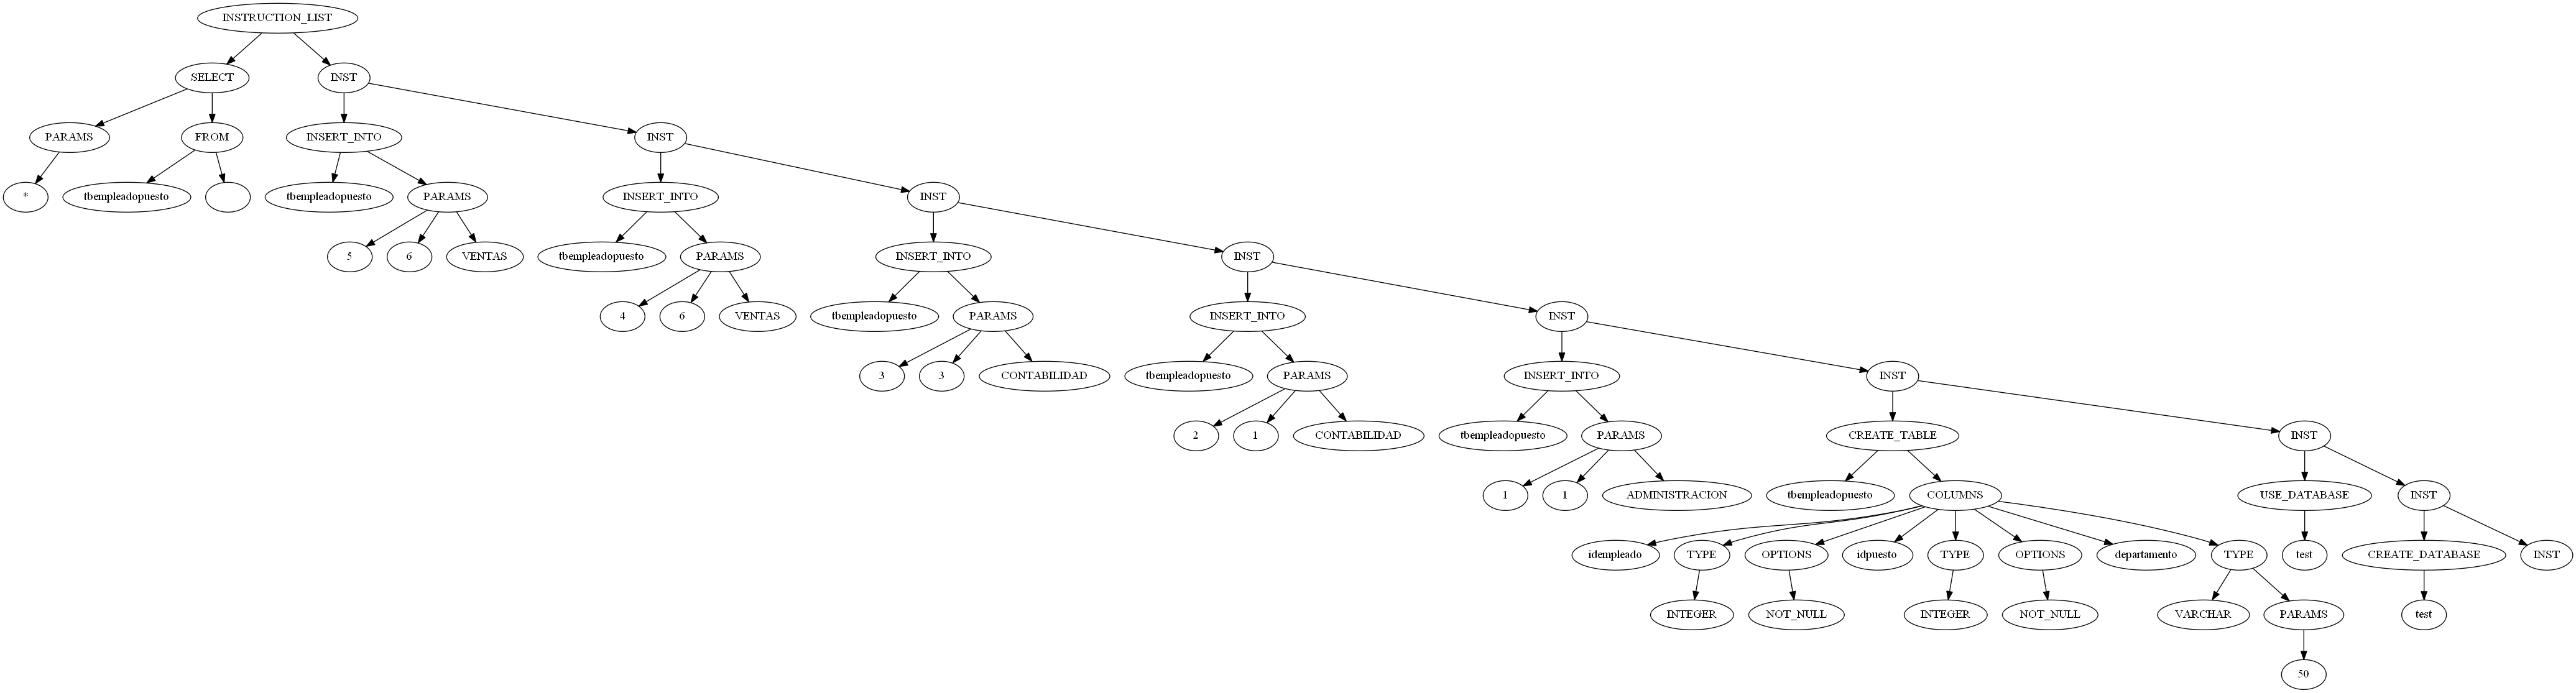 INSTRUCTION_LIST
SELECT
INST
PARAMS
FROM
INSERT_INTO
INST
*
tbempleadopuesto
tbempleadopuesto
PARAMS
INSERT_INTO
INST
5
6
VENTAS
tbempleadopuesto
PARAMS
INSERT_INTO
INST
4
6
VENTAS
tbempleadopuesto
PARAMS
INSERT_INTO
INST
3
3
CONTABILIDAD
tbempleadopuesto
PARAMS
INSERT_INTO
INST
2
1
CONTABILIDAD
tbempleadopuesto
PARAMS
CREATE_TABLE
INST
1
1
ADMINISTRACION
tbempleadopuesto
COLUMNS
USE_DATABASE
INST
idempleado
TYPE
OPTIONS
idpuesto
TYPE
OPTIONS
departamento
TYPE
test
CREATE_DATABASE
INST
INTEGER
NOT_NULL
INTEGER
NOT_NULL
VARCHAR
PARAMS
test
50